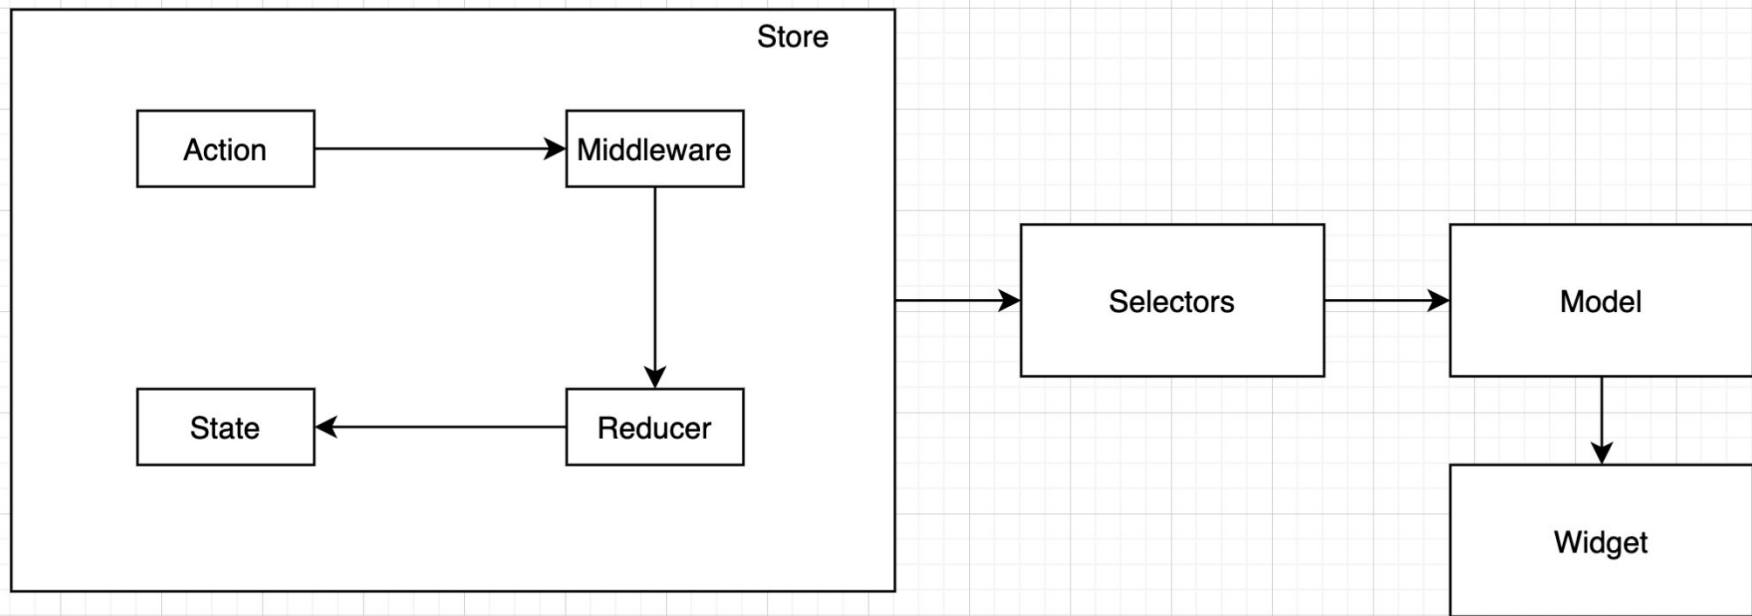 Store
Action
Middleware
Selectors
Model
State
Reducer
Widget